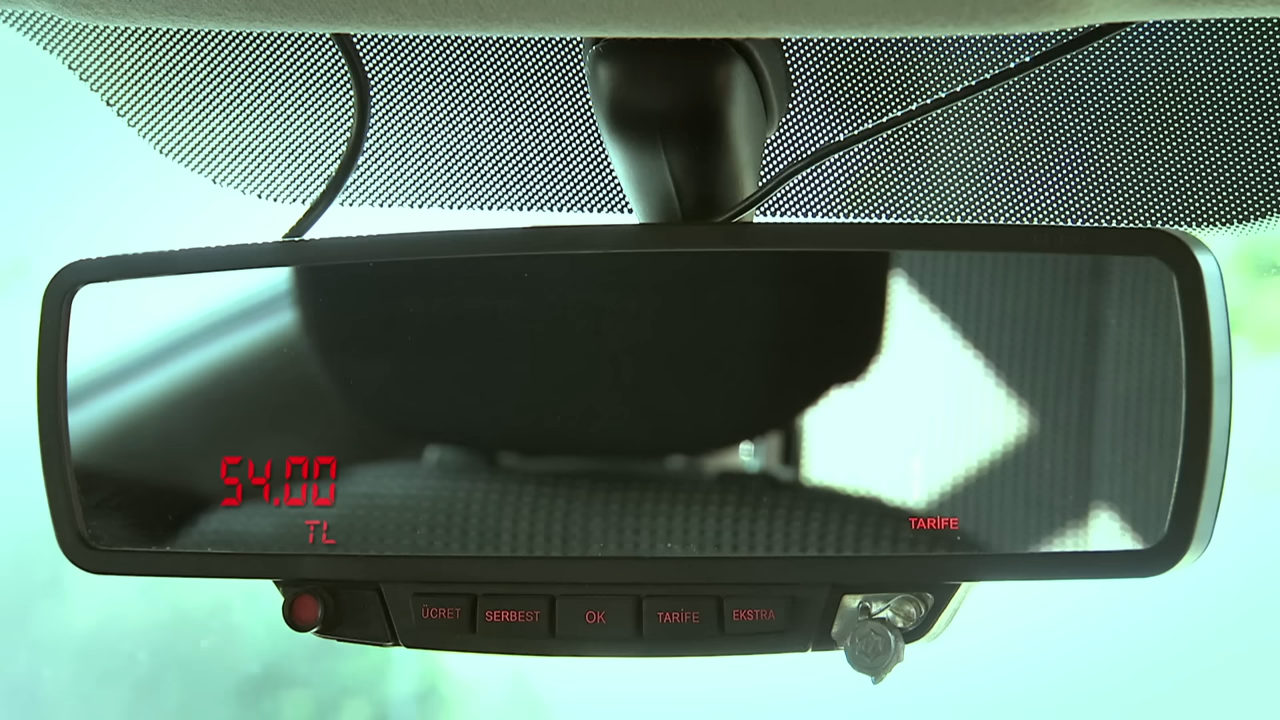 54.00
TL
TARİFE
ÜCRET SERBEST OK TARİFE EKSTRA